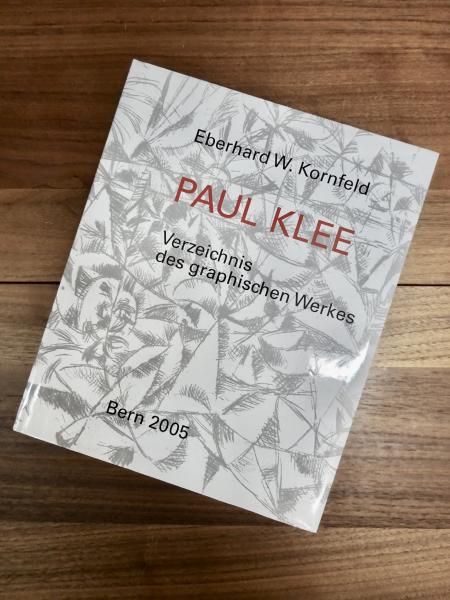 Eberhard W. Kornfeld
PAUL KLEE
Verzeichnis
des graphischen Werkes
Bern 2005